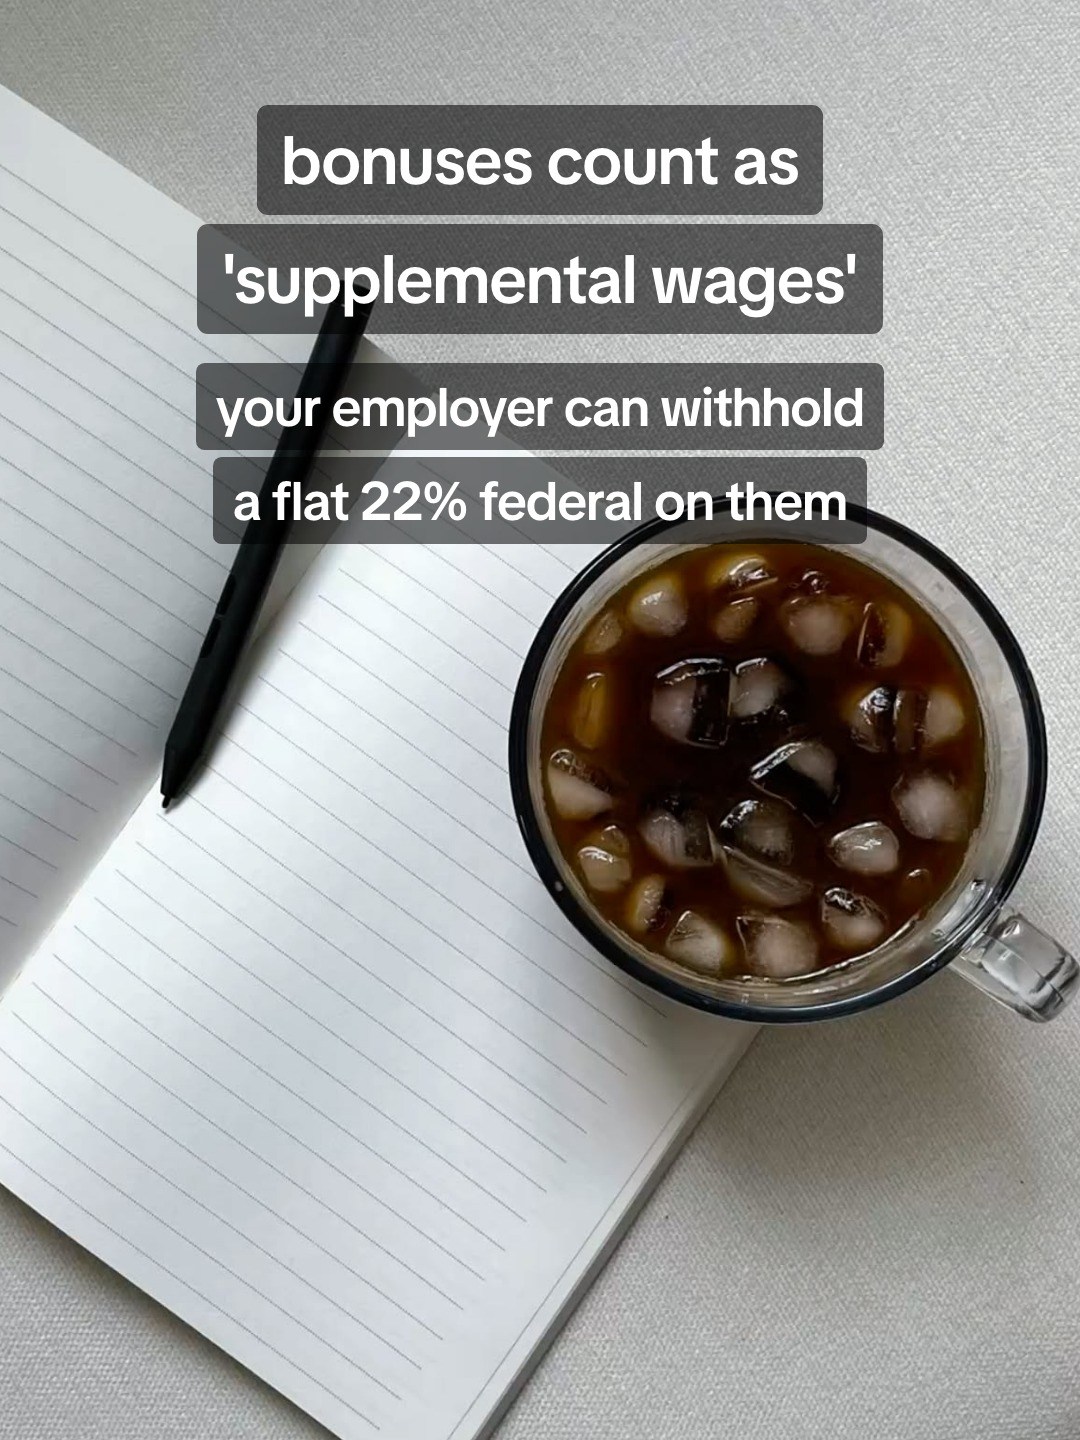 bonuses count as
'supplemental wages'
your employer can withhold
a flat 22% federal on them